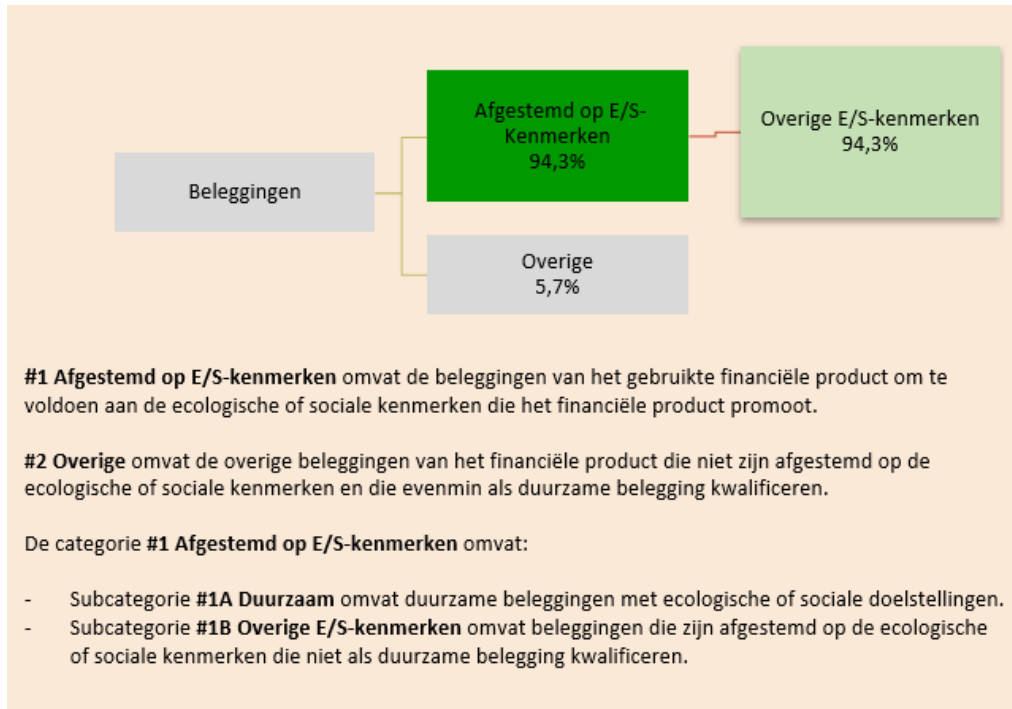 Afgestemd op E/S-
Kenmerken
94,3%
Overige E/S-kenmerken
94,3%
Beleggingen
Overige
5,7%
#1 Afgestemd op E/S-kenmerken omvat de beleggingen van het gebruikte financiële product om te
voldoen aan de ecologische of sociale kenmerken die het financiële product promoot.
#2 Overige omvat de overige beleggingen van het financiële product die niet zijn afgestemd op de
ecologische of sociale kenmerken en die evenmin als duurzame belegging kwalificeren.
De categorie #1 Afgestemd op E/S-kenmerken omvat:
- Subcategorie #1A Duurzaam omvat duurzame beleggingen met ecologische of sociale doelstellingen.
- Subcategorie #1B Overige E/S-kenmerken omvat beleggingen die zijn afgestemd op de ecologische
of sociale kenmerken die niet als duurzame belegging kwalificeren.